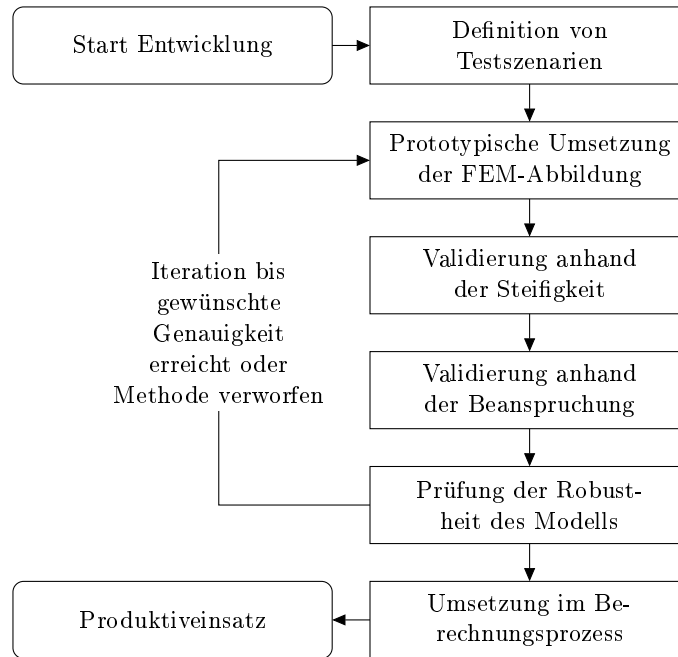 Start Entwicklung
Definition von
Testszenarien
Prototypische Umsetzung
der FEM-Abbildung
Validierung anhand
der Steifigkeit
Iteration bis
gewünschte
Genauigkeit
erreicht oder
Methode verworfen
Validierung anhand
der Beanspruchung
Prüfung der Robust-
heit des Modells
Umsetzung im Be-
rechnungsprozess
Produktiveinsatz